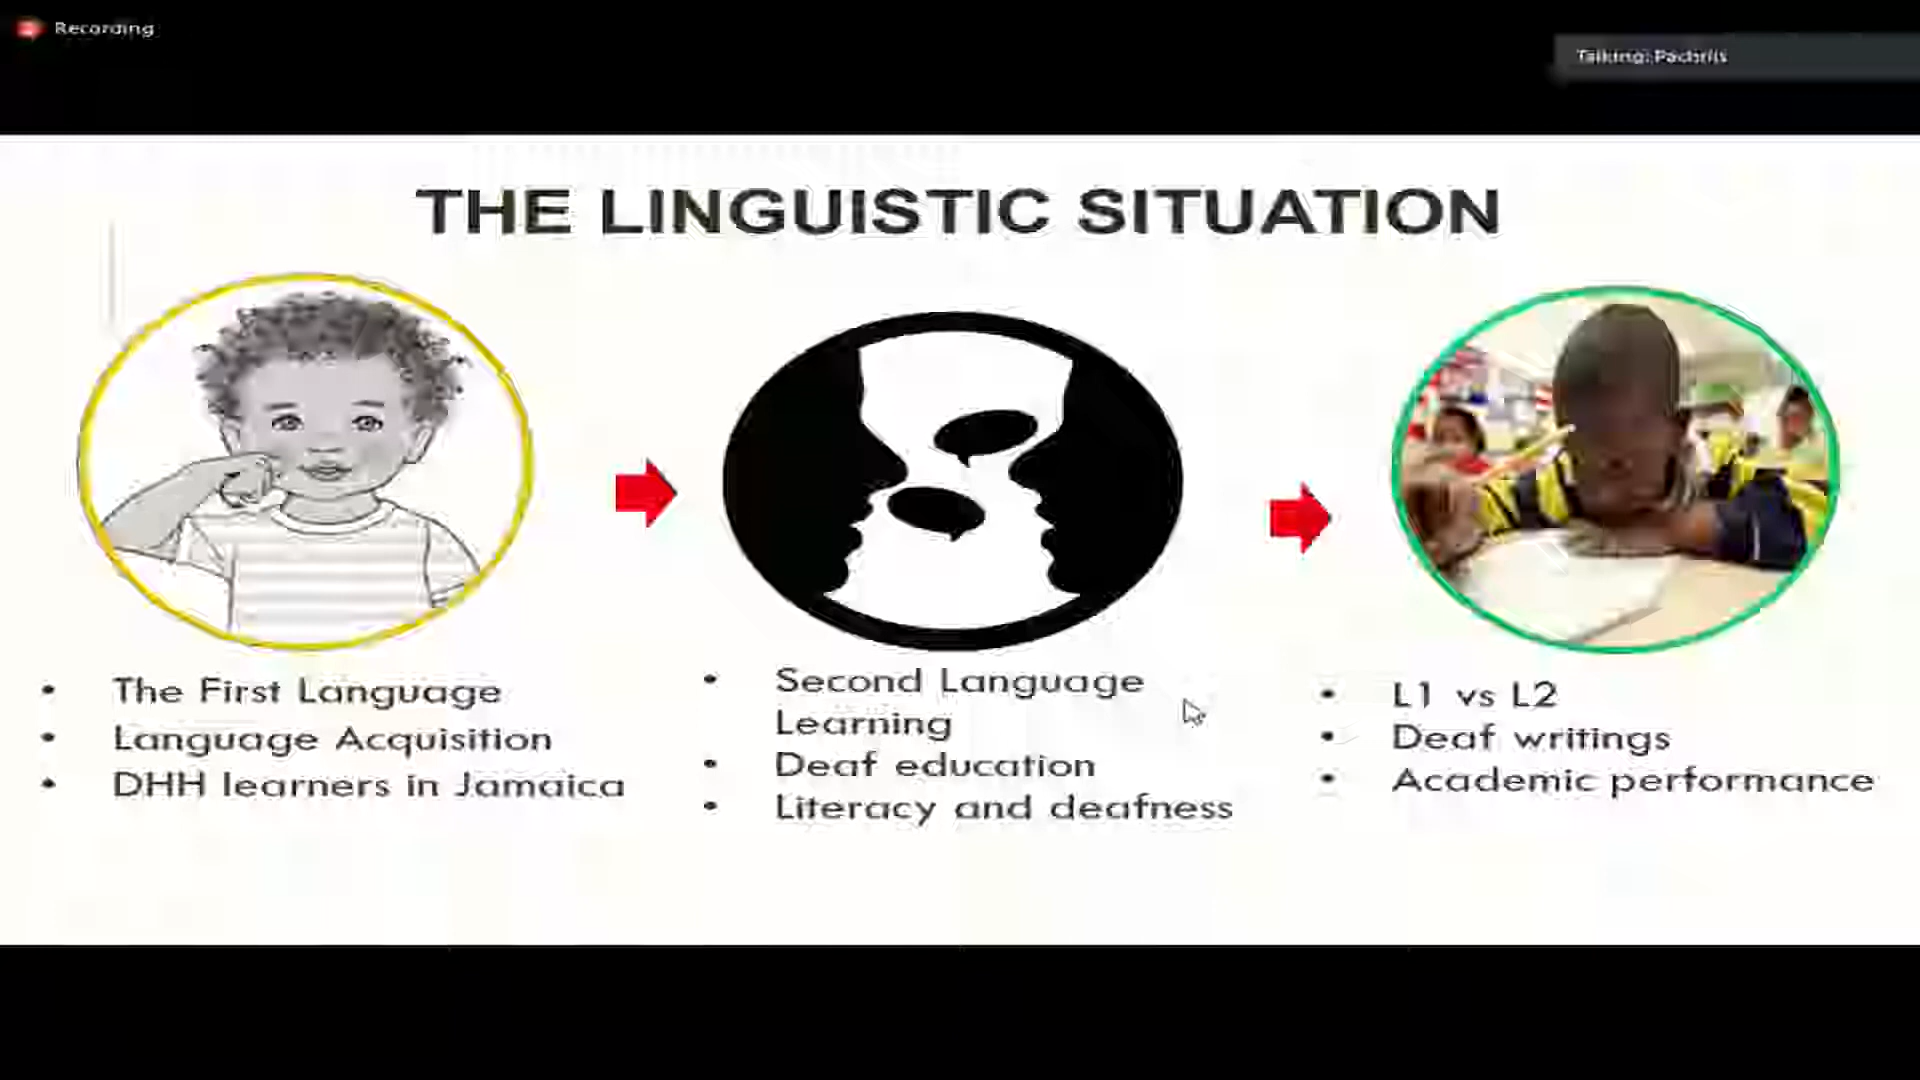 Recording
Talking:
THE LINGUISTIC SITUATION
• The First Language
• Language Acquisition
• DHH learners in Jamaica
• Second Language
Learning
• Deaf education
• Literacy and deafness
• L1 vs L2
• Deaf writings
• Academic performance